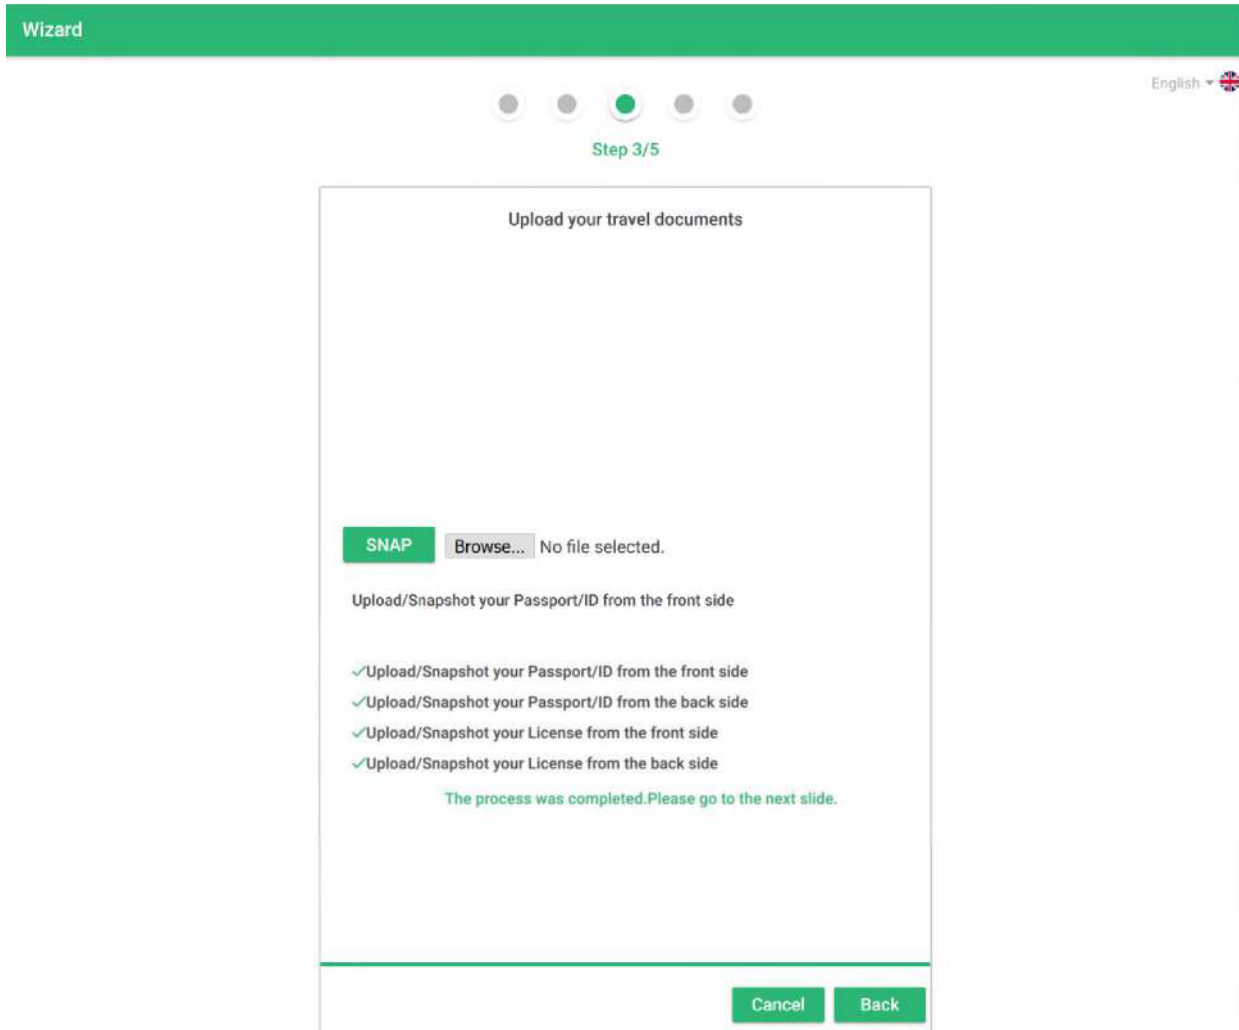 Wizard
English
Step 3/5
Upload your travel documents
SNAP Browse... No file selected.
Upload/Snapshot your Passport/ID from the front side
Upload/Snapshot your Passport/ID from the front side
Upload/Snapshot your Passport/ID from the back side
Upload/Snapshot your License from the front side
Upload/Snapshot your License from the back side
The process was completed.Please go to the next slide.
Cancel Back